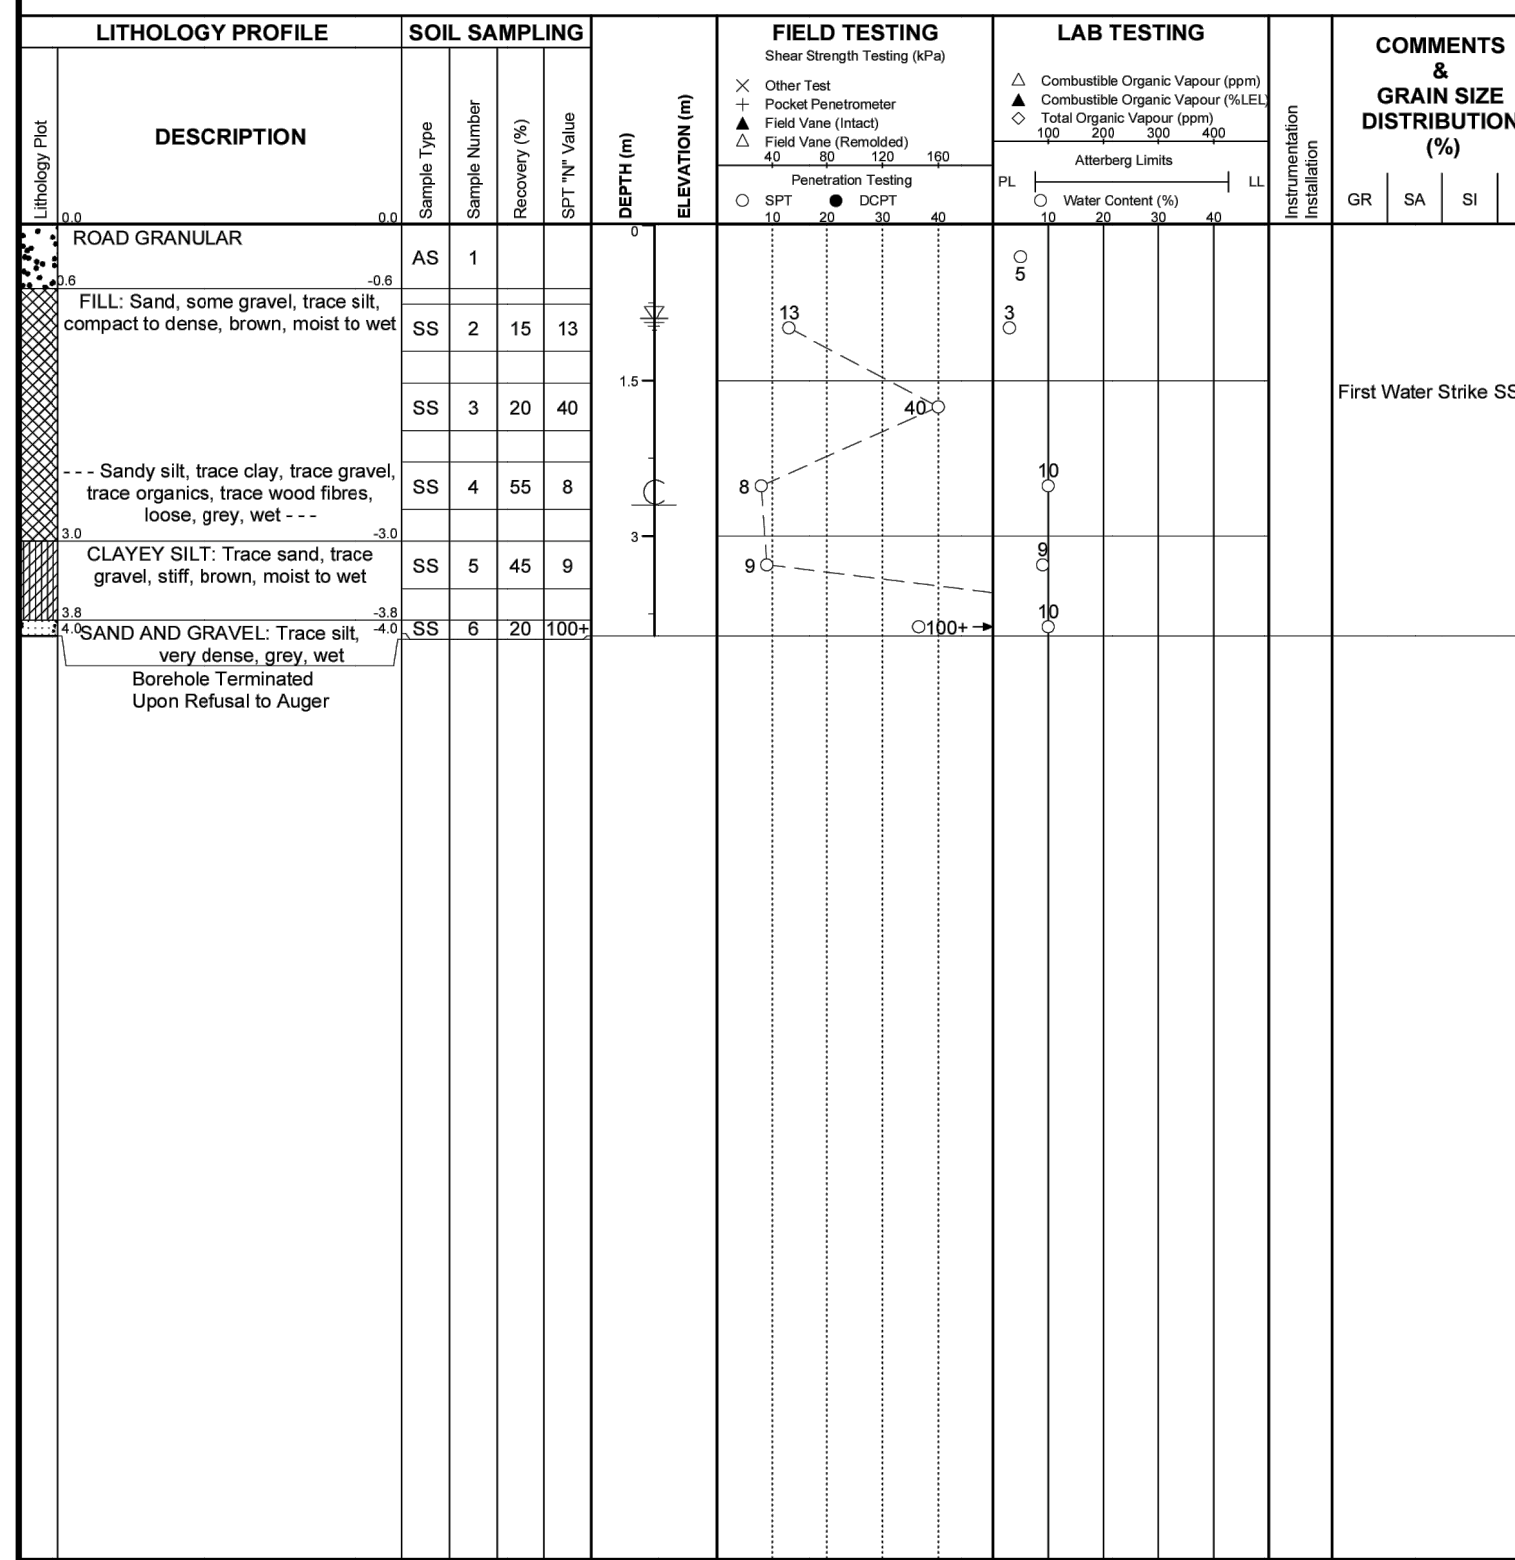 LITHOLOGY PROFILE
SOIL SAMPLING
FIELD TESTING
LAB TESTING
COMMENTS
&
GRAIN SIZE
DISTRIBUTION
(%)
Shear Strength Testing (kPa)
Other Test
Pocket Penetrometer
Field Vane (Intact)
Field Vane (Remolded)
40 80 120 160
Penetration Testing
SPT DCPT
10 20 30 40
Combustible Organic Vapour (ppm)
Combustible Organic Vapour (%LEL)
Total Organic Vapour (ppm)
100 200 300 400
Atterberg Limits
PL LL
Water Content (%)
10 20 30 40
Lithology Plot
DESCRIPTION
0.0 0.0
Sample Type
Sample Number
Recovery (%)
SPT "N" Value
DEPTH (m)
ELEVATION (m)
Instrumentation
Installation
GR SA SI
ROAD GRANULAR
0.6 -0.6
AS 1
0
5
FILL: Sand, some gravel, trace silt,
compact to dense, brown, moist to wet
SS 2 15 13
13
3
1.5
First Water Strike SS
SS 3 20 40
40
- - - Sandy silt, trace clay, trace gravel,
trace organics, trace wood fibres,
loose, grey, wet - - -
SS 4 55 8
C
8
10
3.0 -3.0
3
CLAYEY SILT: Trace sand, trace
gravel, stiff, brown, moist to wet
SS 5 45 9
9
9
3.8 -3.8
4.0 SAND AND GRAVEL: Trace silt, -4.0
very dense, grey, wet
SS 6 20 100+
100+
10
Borehole Terminated
Upon Refusal to Auger